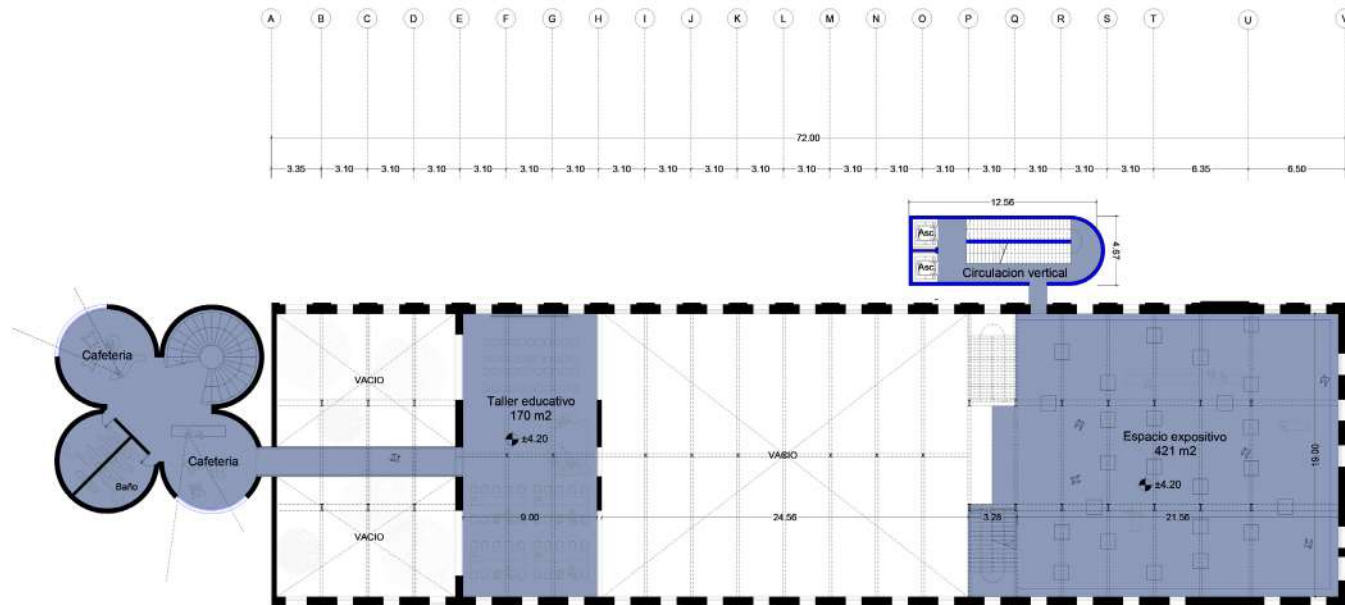 A B C D E F G H I J K L M N O P Q R S T U V
72.00
3.35 3.10 3.10 3.10 3.10 3.10 3.10 3.10 3.10 3.10 3.10 3.10 3.10 3.10 3.10 3.10 3.10 3.10 3.10 6.35 6.50
12.56
Asc.
4.67
Asc.
Circulacion vertical
Cafeteria
VACIO
Taller educativo
170 m2
±4.20
Espacio expositivo
421 m2
VACIO
19.00
Cafeteria
±4.20
Baño
9.00 24.56 3.28 21.56
VACIO